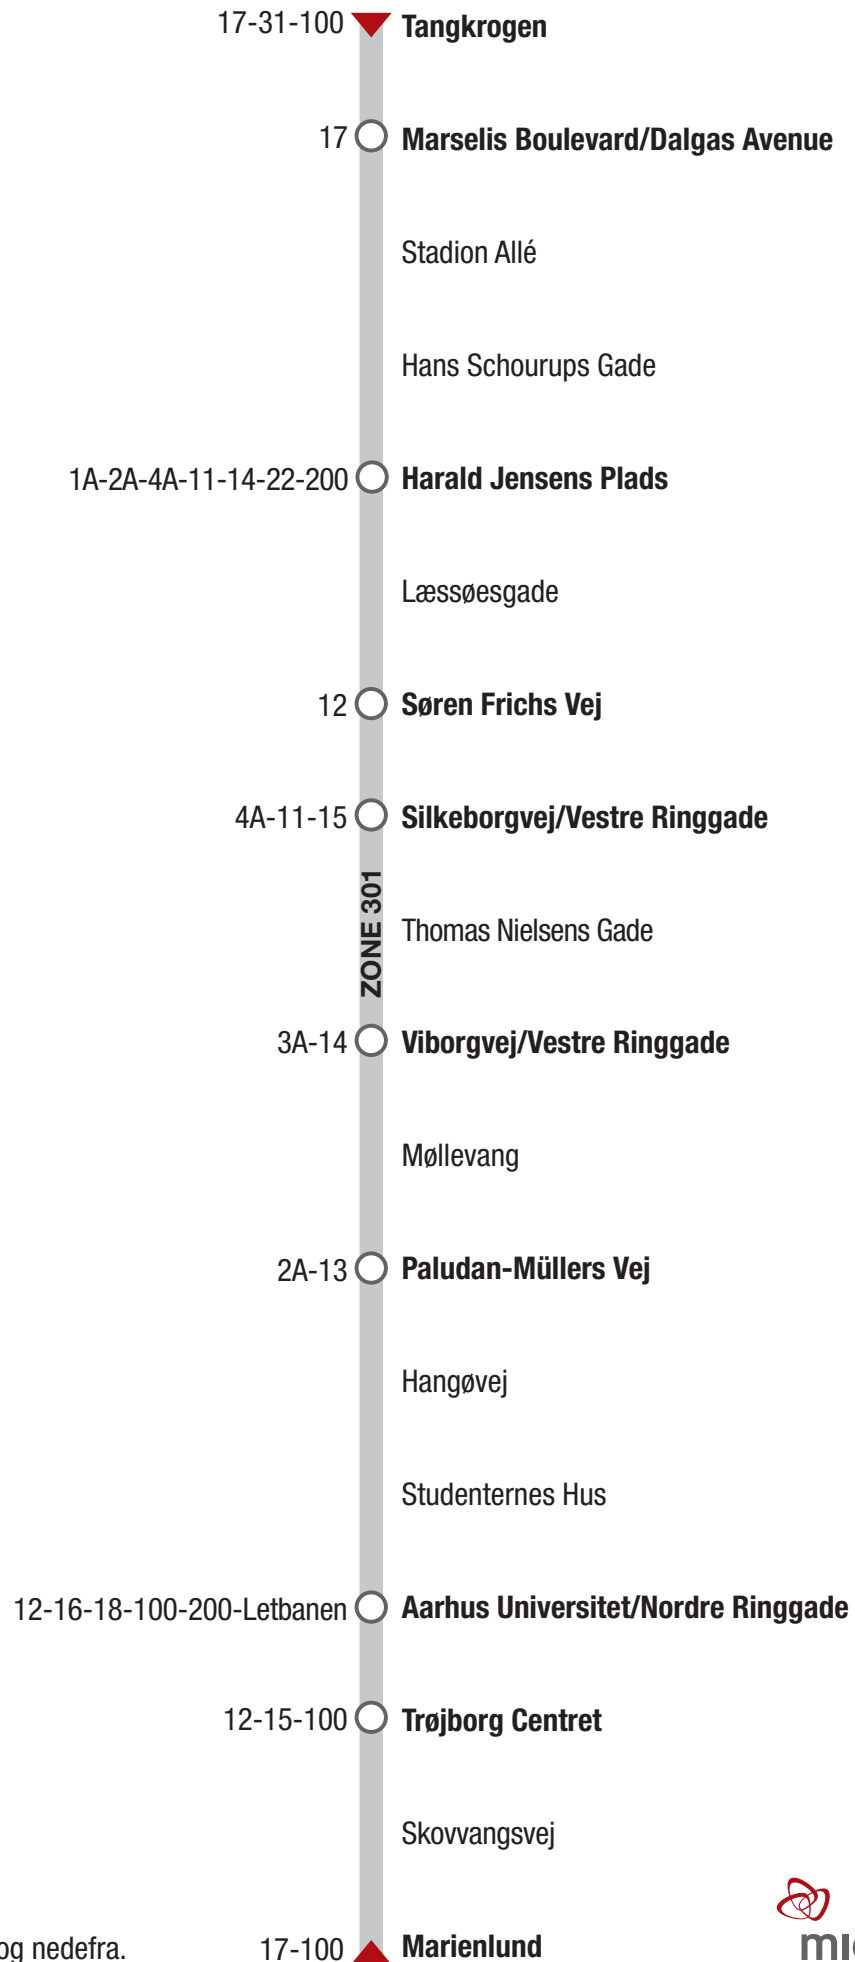 17-31-100 Tangkrogen
17 Marselis Boulevard/Dalgas Avenue
Stadion Allé
Hans Schourups Gade
1A-2A-4A-11-14-22-200 Harald Jensens Plads
Læssøesgade
12 Søren Frichs Vej
4A-11-15 Silkeborgvej/Vestre Ringgade
ZONE 301
Thomas Nielsens Gade
3A-14 Viborgvej/Vestre Ringgade
Møllevang
2A-13 Paludan-Müllers Vej
Hangøvej
Studenternes Hus
12-16-18-100-200-Letbanen Aarhus Universitet/Nordre Ringgade
12-15-100 Trøjborg Centret
Skovvangsvej
og nedefra. 17-100 Marienlund